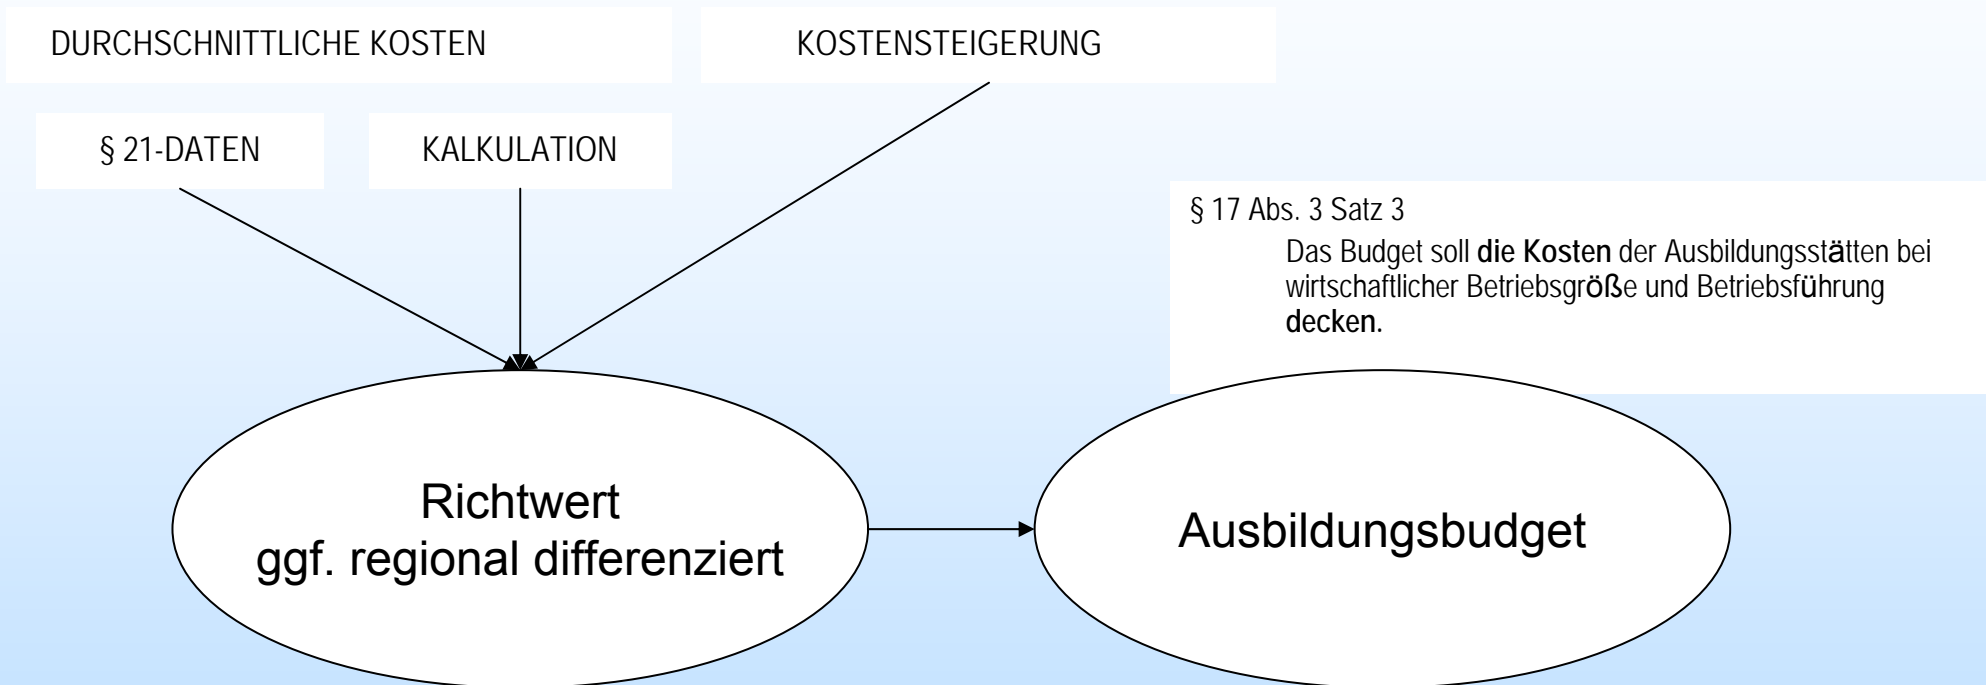 DURCHSCHNITTLICHE KOSTEN
KOSTENSTEIGERUNG
§ 21-DATEN
KALKULATION
§ 17 Abs. 3 Satz 3
Das Budget soll die Kosten der Ausbildungsstätten bei
wirtschaftlicher Betriebsgröße und Betriebsführung
decken.
Richtwert
ggf. regional differenziert
Ausbildungsbudget